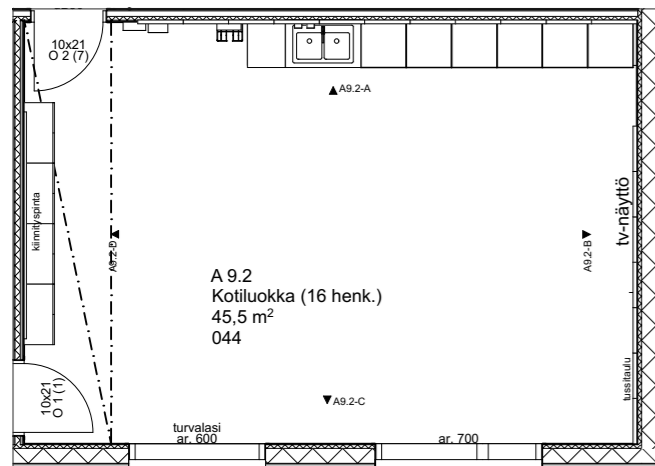 10x21
O 2 (7)
A9.2-A
kiinnityspinta
A9.2-D
A9.2-B
tv-näyttö
A 9.2
Kotiluokka (16 henk.)
45,5 m²
044
10x21
O 1 (1)
A9.2-C
tussitaulu
turvalasi
ar. 600
ar. 700